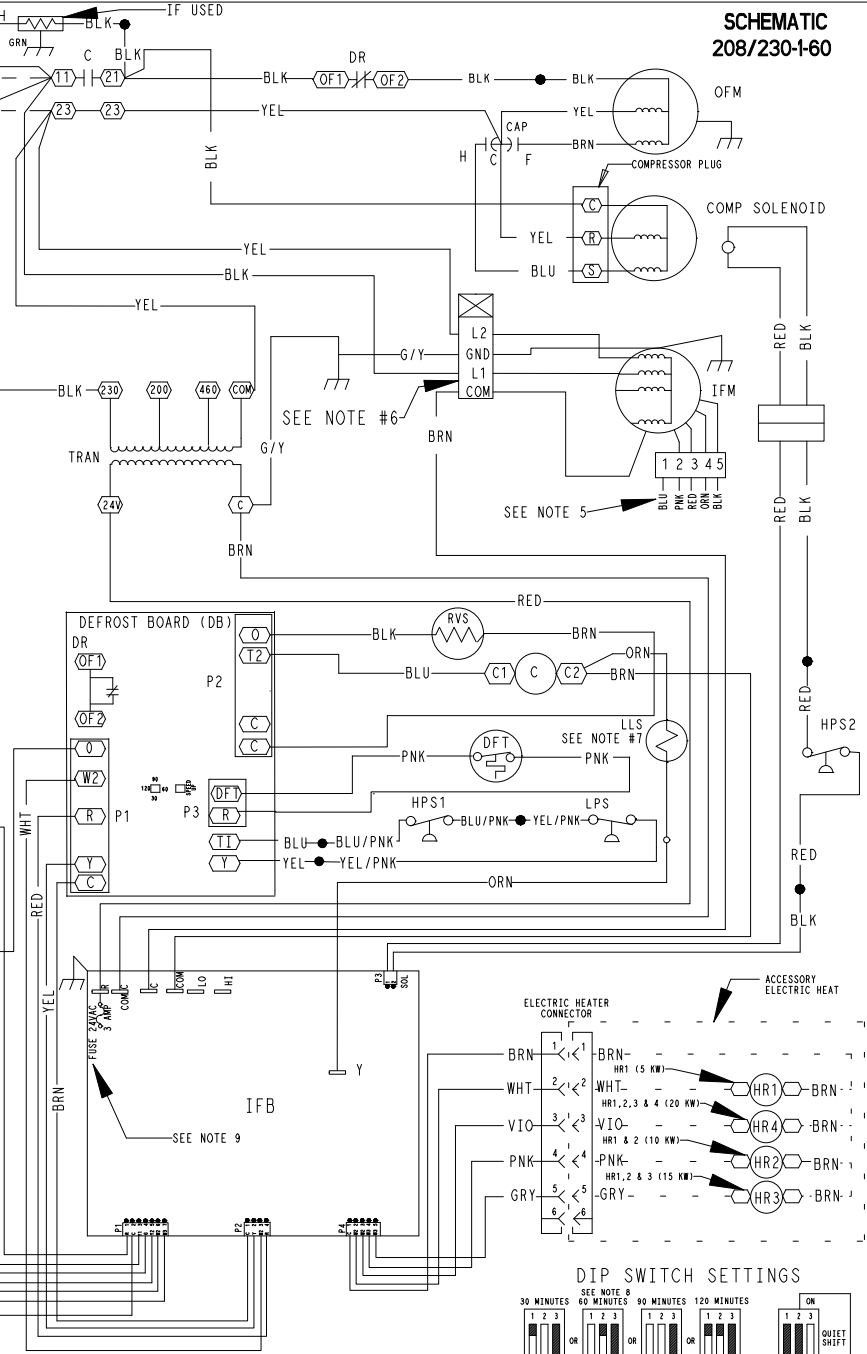 IF USED
H
BLK
GRN
SCHEMATIC
208/230-1-60
C
BLK
DR
11
21
BLK
OF1
OF2
BLK
BLK
OFM
23
23
YEL
YEL
CAP
BLK
H
C
F
BRN
COMPRESSOR PLUG
C
COMP SOLENOID
YEL
R
YEL
BLU
S
BLK
YEL
L2
RED
BLK
G/Y
GND
L1
COM
IFM
BLK
230
200
460
COM
SEE NOTE #6
BRN
TRAN
G/Y
1 2 3 4 5
BLU
PNK
RED
ORN
BLK
SEE NOTE 5
24V
C
RED
BLK
BRN
RED
DEFROST BOARD (DB)
DR
OF1
OF2
P2
O
T2
C
C
BLK
RVS
BRN
ORN
BLU
C1
C
C2
BRN
LLS
SEE NOTE #7
RED
HPS2
PNK
DFT
PNK
O
W2
R
P1
Y
C
90
120
60
30
SPEED UP
P3
DFT
R
HPS1
LPS
BLU/PNK
YEL/PNK
TI
BLU
BLU/PNK
Y
YEL
YEL/PNK
WHT
RED
YEL
BRN
ORN
RED
BLK
R
COM C
C
COM
LO
HI
P3
SOL
FUSE 24VAC
3 AMP
Y
IFB
SEE NOTE 9
ACCESSORY
ELECTRIC HEAT
ELECTRIC HEATER
CONNECTOR
BRN
1
1
BRN
HR1 (5 KW)
WHT
2
2
WHT
HR1
BRN
HR1,2,3 & 4 (20 KW)
VIO
3
3
VIO
HR4
BRN
HR1 & 2 (10 KW)
PNK
4
4
PNK
HR2
BRN
HR1,2 & 3 (15 KW)
GRY
5
5
GRY
HR3
BRN
6
6
P1
P2
P4
DIP SWITCH SETTINGS
SEE NOTE 8
30 MINUTES
60 MINUTES
90 MINUTES
120 MINUTES
ON
1 2 3
OR
1 2 3
OR
1 2 3
OR
1 2 3
1 2 3
QUIET
SHIFT